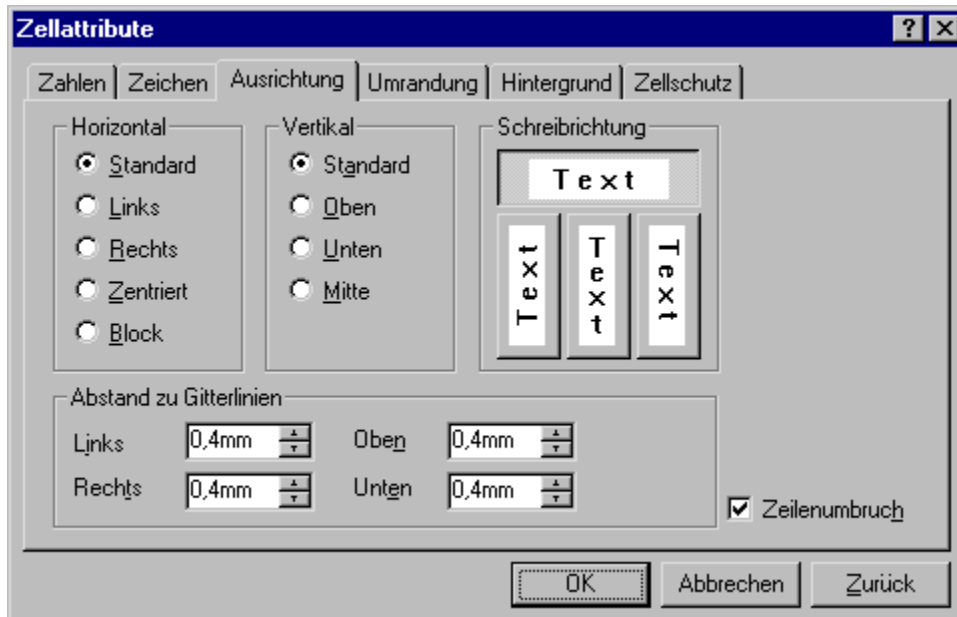 Zellattribute
Zahlen Zeichen Ausrichtung Umrandung Hintergrund Zellschutz
Horizontal
Standard
Links
Rechts
Zentriert
Block
Vertikal
Standard
Oben
Unten
Mitte
Schreibrichtung
Text
Text Text Text
Abstand zu Gitterlinien
Links 0,4mm Oben 0,4mm
Rechts 0,4mm Unten 0,4mm
Zeilenumbruch
OK Abbrechen Zurück